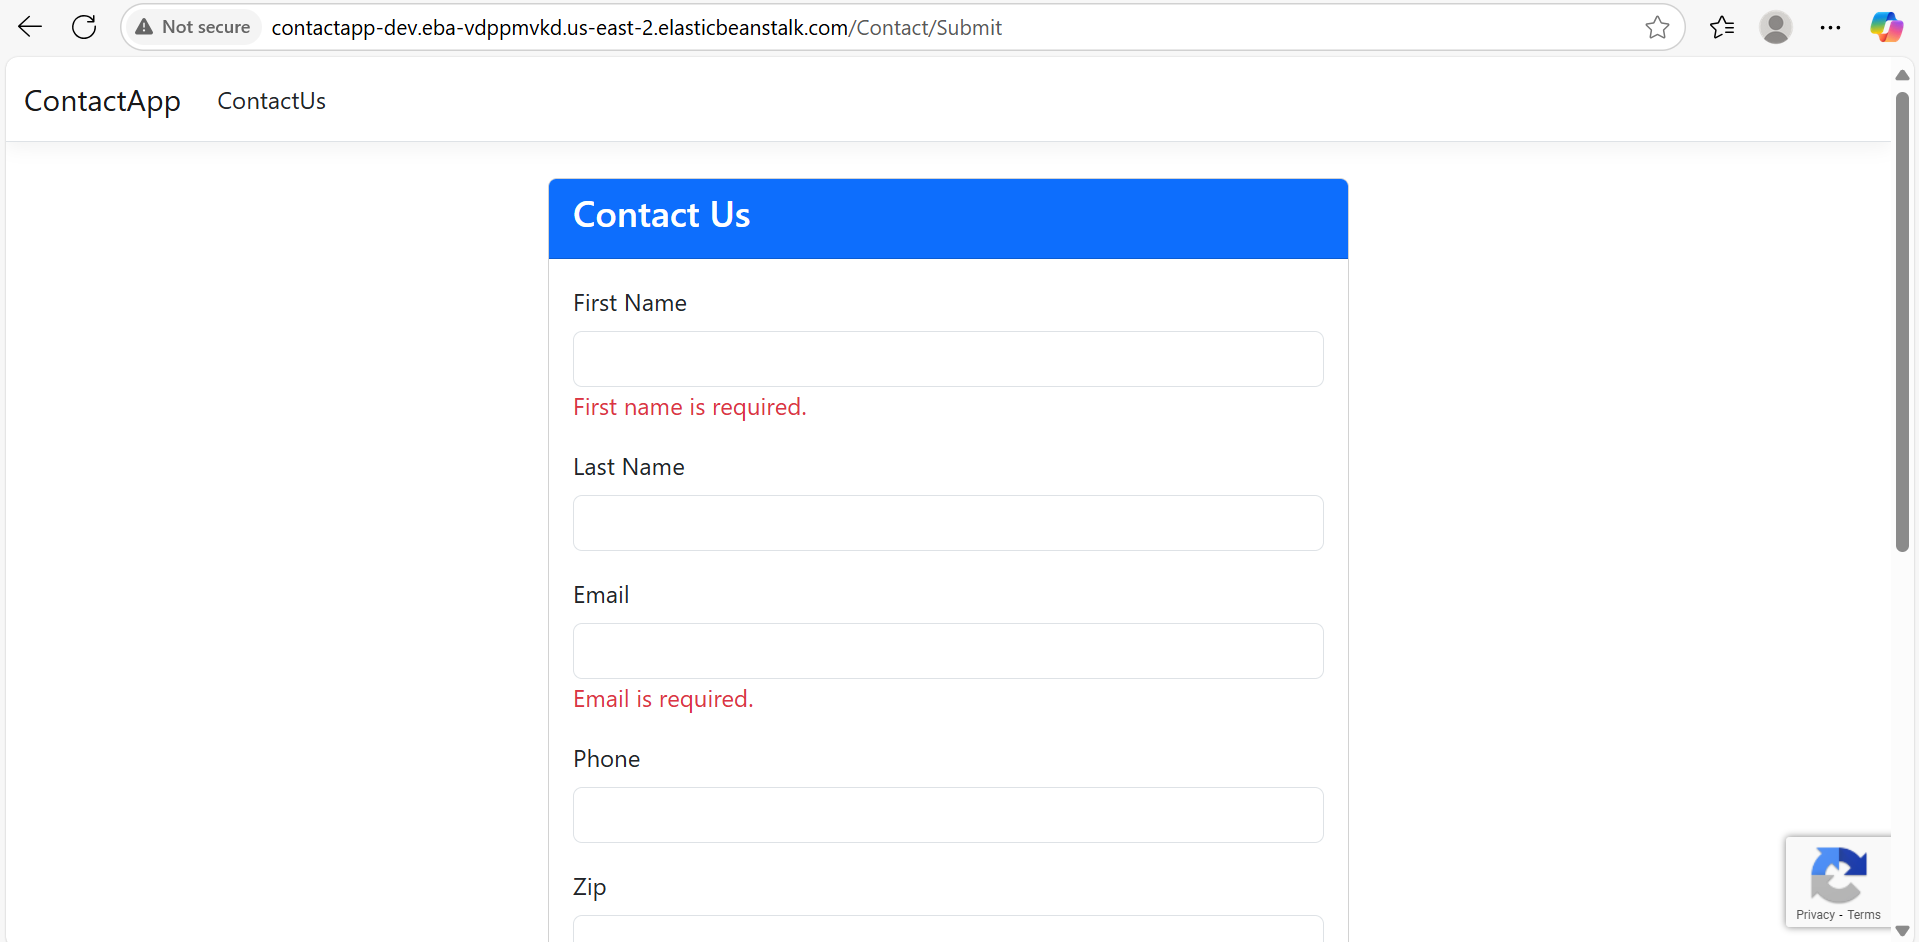 Not secure
contactapp-dev.eba-vdppmvkd.us-east-2.elasticbeanstalk.com/Contact/Submit
ContactApp
ContactUs
Contact Us
First Name
First name is required.
Last Name
Email
Email is required.
Phone
Zip
Privacy - Terms